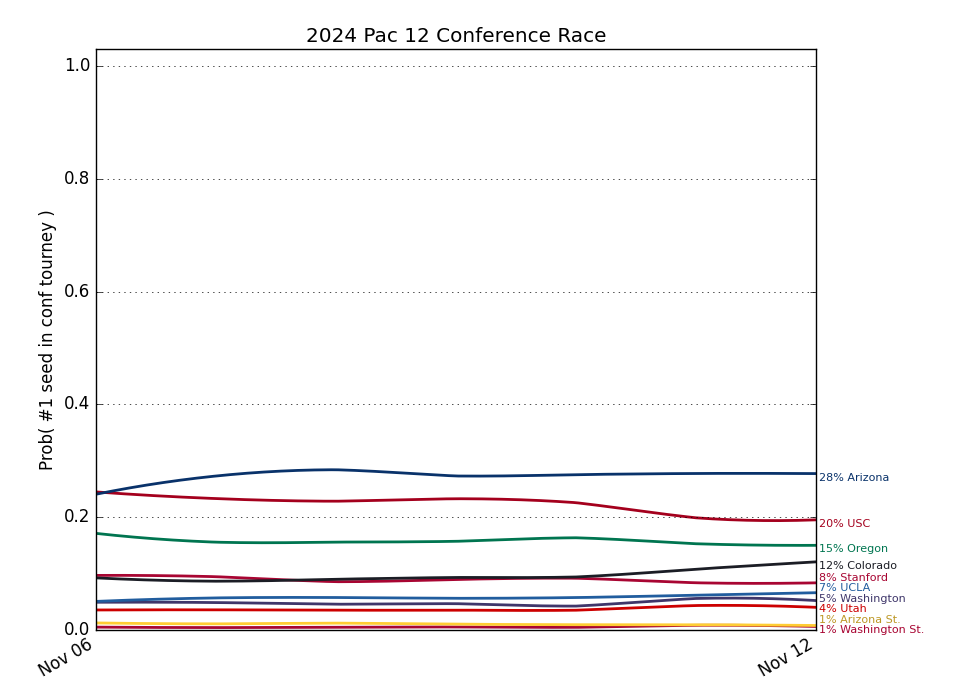 2024 Pac 12 Conference Race
Prob( #1 seed in conf tourney )
1.0
0.8
0.6
0.4
0.2
0.0
Nov 06
Nov 12
28% Arizona
20% USC
15% Oregon
12% Colorado
8% Stanford
7% UCLA
5% Washington
4% Utah
1% Arizona St.
1% Washington St.